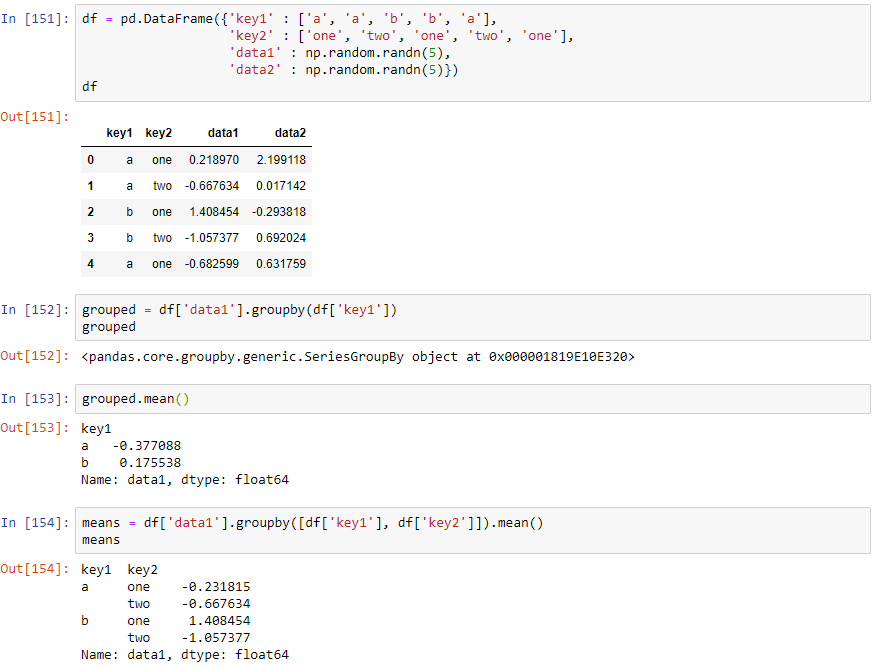 In [151]: df = pd.DataFrame({'key1' : ['a', 'a', 'b', 'b', 'a'],
'key2' : ['one', 'two', 'one', 'two', 'one'],
'data1' : np.random.randn(5),
'data2' : np.random.randn(5)})
df
Out[151]:
key1 key2 data1 data2
0 a one 0.218970 2.199118
1 a two -0.667634 0.017142
2 b one 1.408454 -0.293818
3 b two -1.057377 0.692024
4 a one -0.682599 0.631759
In [152]: grouped = df['data1'].groupby(df['key1'])
grouped
Out[152]: <pandas.core.groupby.generic.SeriesGroupBy object at 0x000001819E10E320>
In [153]: grouped.mean()
Out[153]: key1
a -0.377088
b 0.175538
Name: data1, dtype: float64
In [154]: means = df['data1'].groupby([df['key1'], df['key2']]).mean()
means
Out[154]: key1 key2
a one -0.231815
two -0.667634
b one 1.408454
two -1.057377
Name: data1, dtype: float64